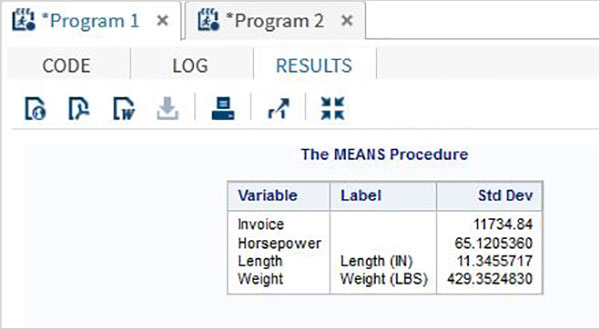 *Program 1 × *Program 2 ×
CODE LOG RESULTS
The MEANS Procedure
Variable Label Std Dev
Invoice 11734.84
Horsepower 65.1205360
Length Length (IN) 11.3455717
Weight Weight (LBS) 429.3524830